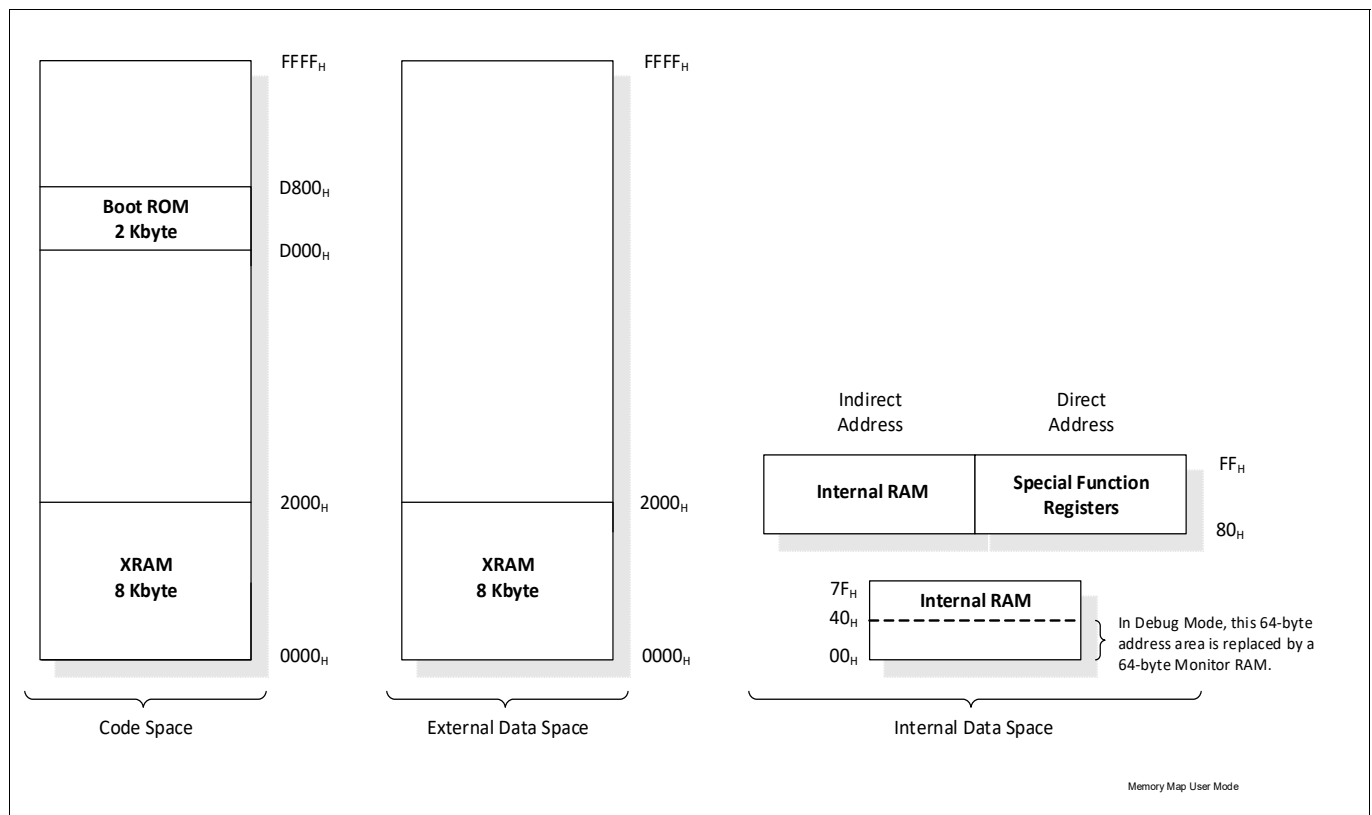 FFFFH
D800H
Boot ROM
2 Kbyte
D000H
2000H
XRAM
8 Kbyte
0000H
Code Space
FFFFH
2000H
XRAM
8 Kbyte
0000H
External Data Space
Indirect
Address
Direct
Address
Internal RAM
Special Function
Registers
FFH
80H
7FH
Internal RAM
40H
00H
In Debug Mode, this 64-byte
address area is replaced by a
64-byte Monitor RAM.
Internal Data Space
Memory Map User Mode